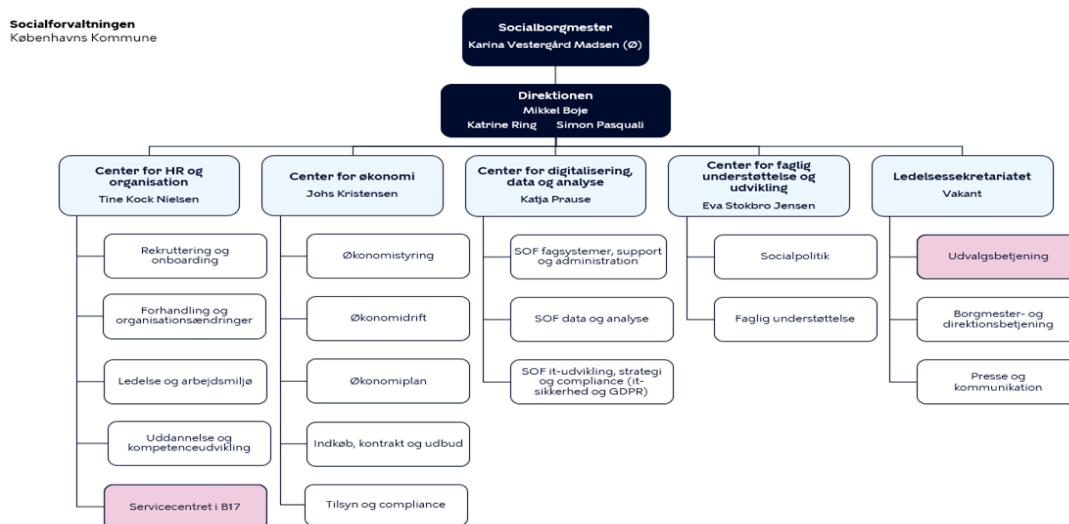 Socialforvaltningen
Københavns Kommune
Socialborgmester
Karina Vestergård Madsen (Ø)
Direktionen
Mikkel Boje
Katrine Ring Simon Pasquali
Center for HR og
organisation
Tine Kock Nielsen
Rekruttering og
onboarding
Forhandling og
organisationsændringer
Ledelse og arbejdsmiljø
Uddannelse og
kompetenceudvikling
Servicecentret i B17
Center for økonomi
Johs Kristensen
Økonomistyring
Økonomidrift
Økonomiplan
Indkøb, kontrakt og udbud
Tilsyn og compliance
Center for digitalisering,
data og analyse
Katja Prause
SOF fagsystemer, support
og administration
SOF data og analyse
SOF it-udvikling, strategi
og compliance (it-
sikkerhed og GDPR)
Center for faglig
understøttelse og
udvikling
Eva Stokbro Jensen
Socialpolitik
Faglig understøttelse
Ledelsessekretariatet
Vakant
Udvalgsbetjening
Borgmester- og
direktionsbetjening
Presse og
kommunikation